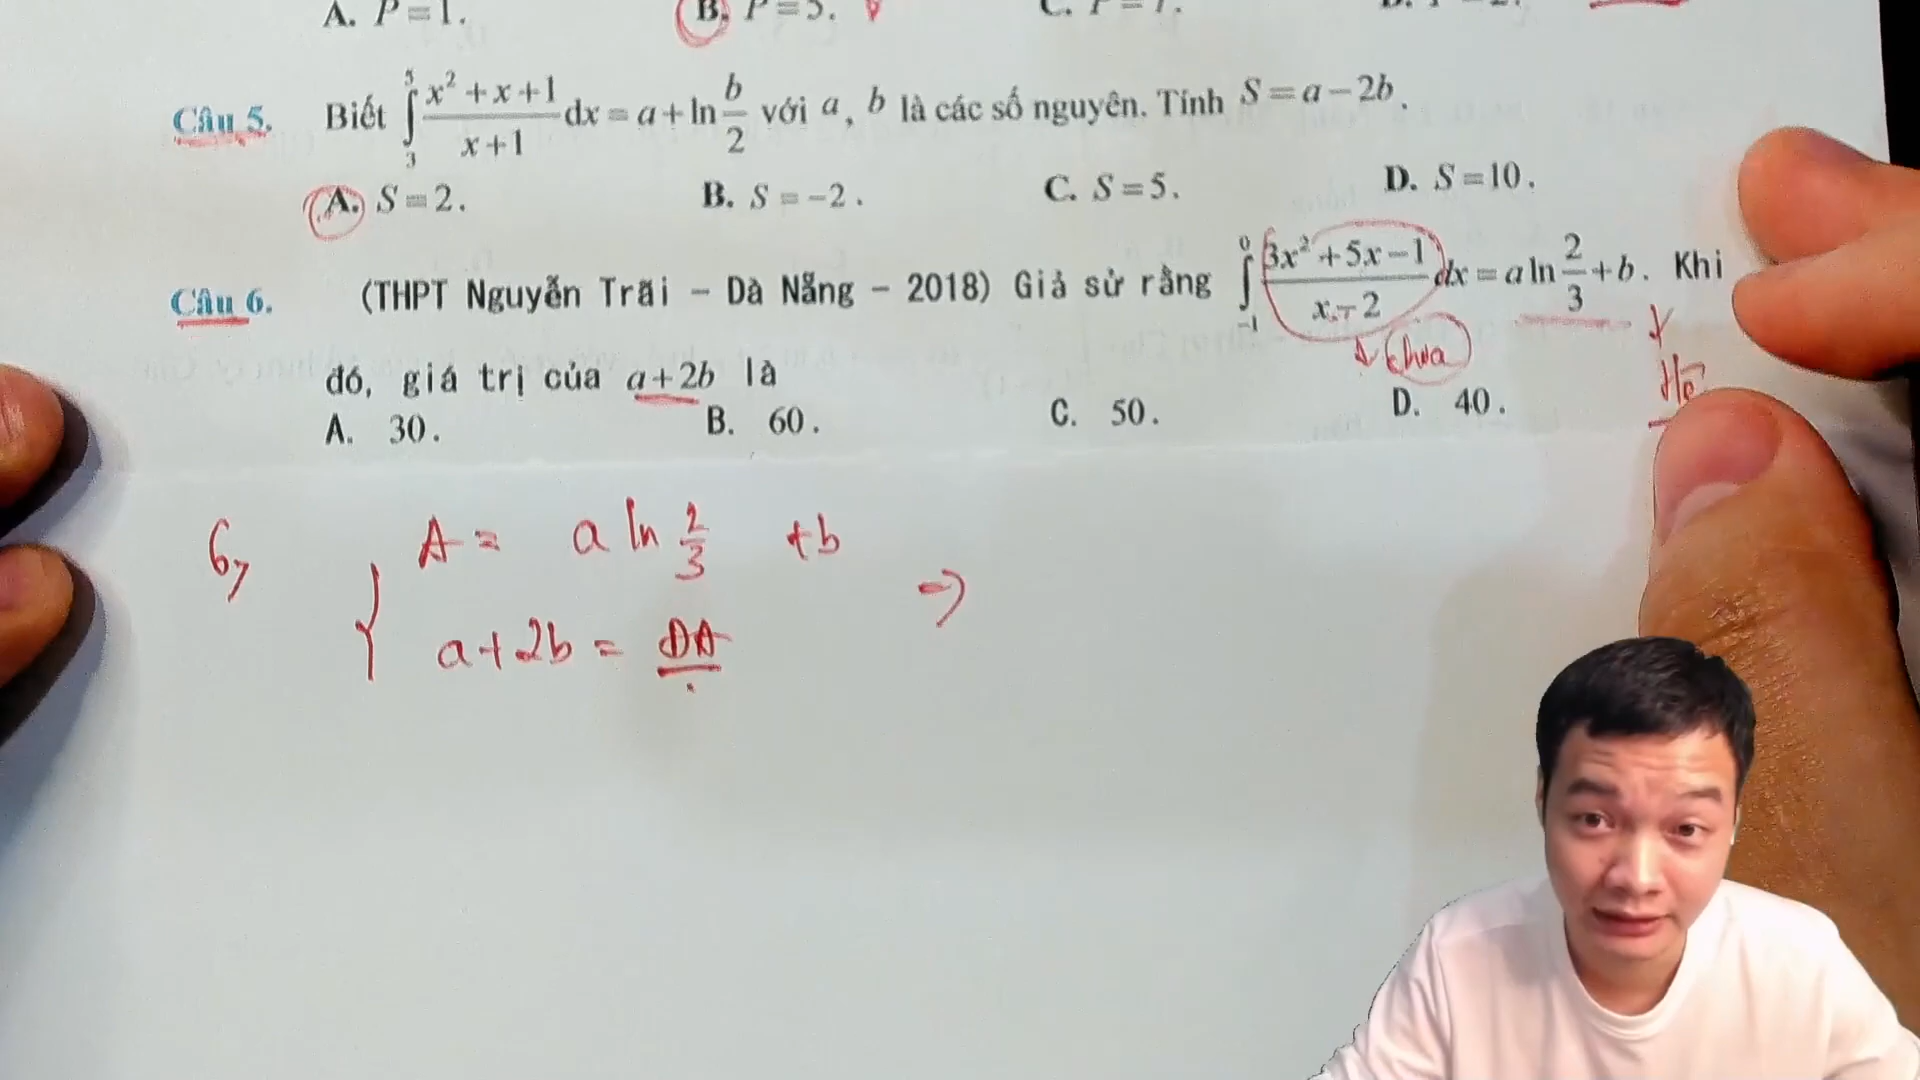 A. P=1. B. P=5.
Câu 5. Biết ∫_3^5 (x²+x+1)/(x+1) dx = a + ln b/2 với a, b là các số nguyên. Tính S = a − 2b.
A. S = 2. B. S = −2. C. S = 5. D. S = 10.
Câu 6. (THPT Nguyễn Trãi - Dà Nẵng - 2018) Giả sử rằng ∫_{-1}^0 (3x²+5x−1)/(x−2) dx = a ln 2/3 + b. Khi
chưa
đó, giá trị của a+2b là
A. 30. B. 60. C. 50. D. 40.
6, A = a ln 2/3 + b
a + 2b = ĐA ⇒